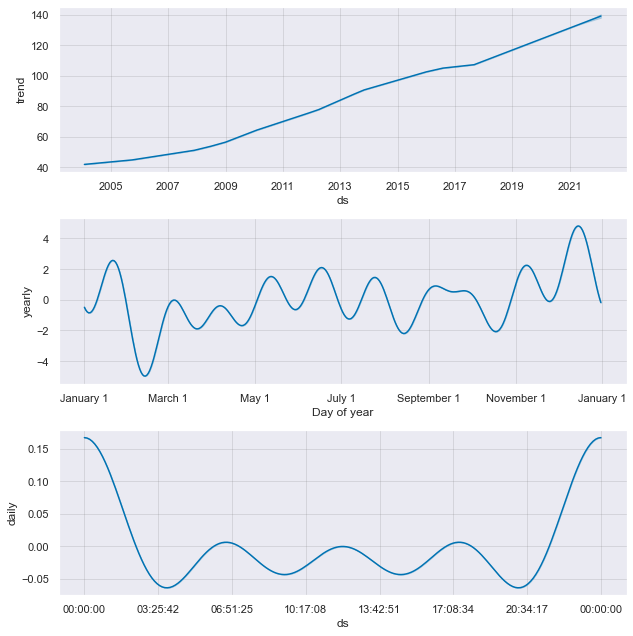 140
120
100
80
60
40
trend
2005 2007 2009 2011 2013 2015 2017 2019 2021
ds
4
2
0
−2
−4
yearly
January 1 March 1 May 1 July 1 September 1 November 1 January 1
Day of year
0.15
0.10
0.05
0.00
−0.05
daily
00:00:00 03:25:42 06:51:25 10:17:08 13:42:51 17:08:34 20:34:17 00:00:00
ds